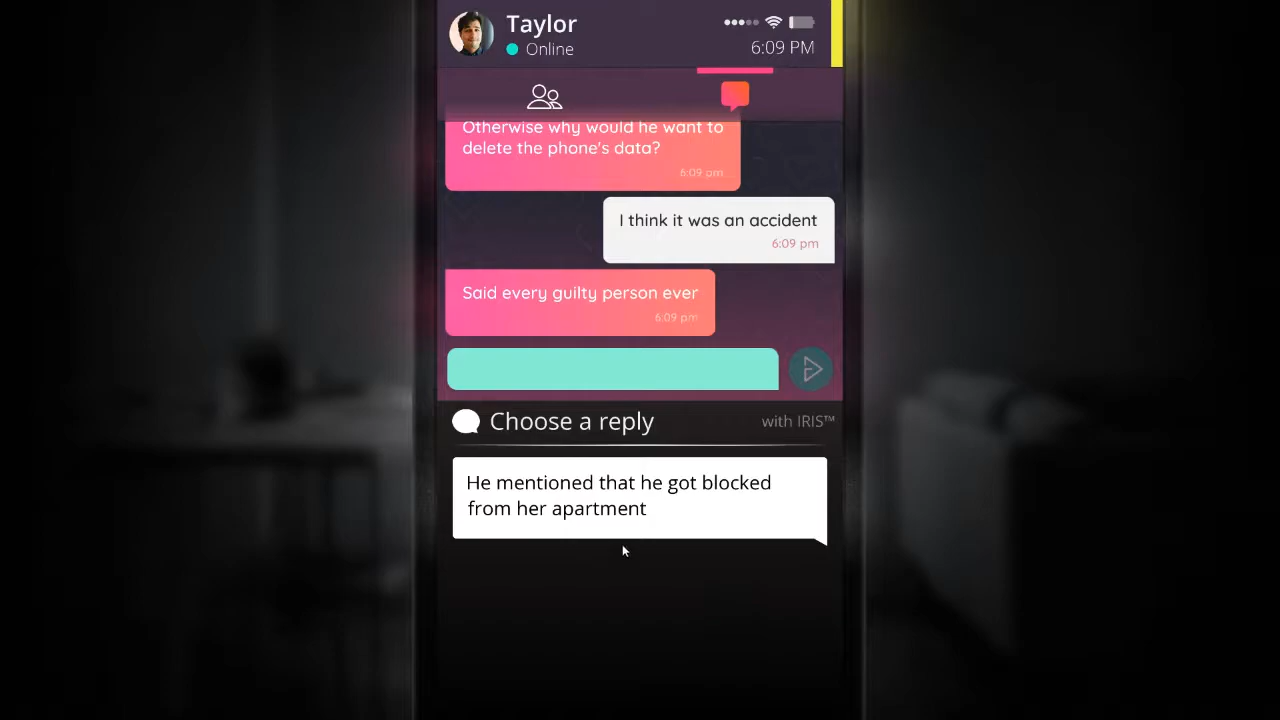 Taylor
Online
6:09 PM
Otherwise why would he want to
delete the phone's data?
6:09 pm
I think it was an accident
6:09 pm
Said every guilty person ever
6:09 pm
Choose a reply
with IRIS™
He mentioned that he got blocked
from her apartment